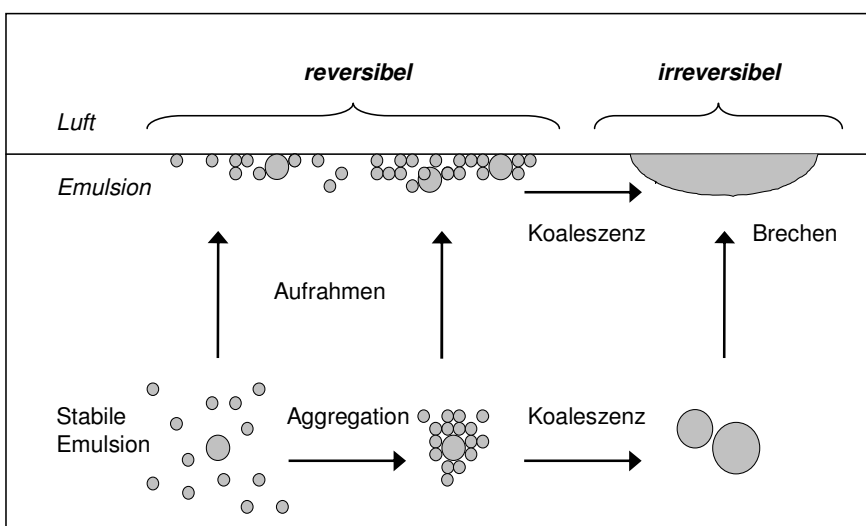 reversibel
irreversibel
Luft
Emulsion
Koaleszenz
Brechen
Aufrahmen
Stabile
Emulsion
Aggregation
Koaleszenz